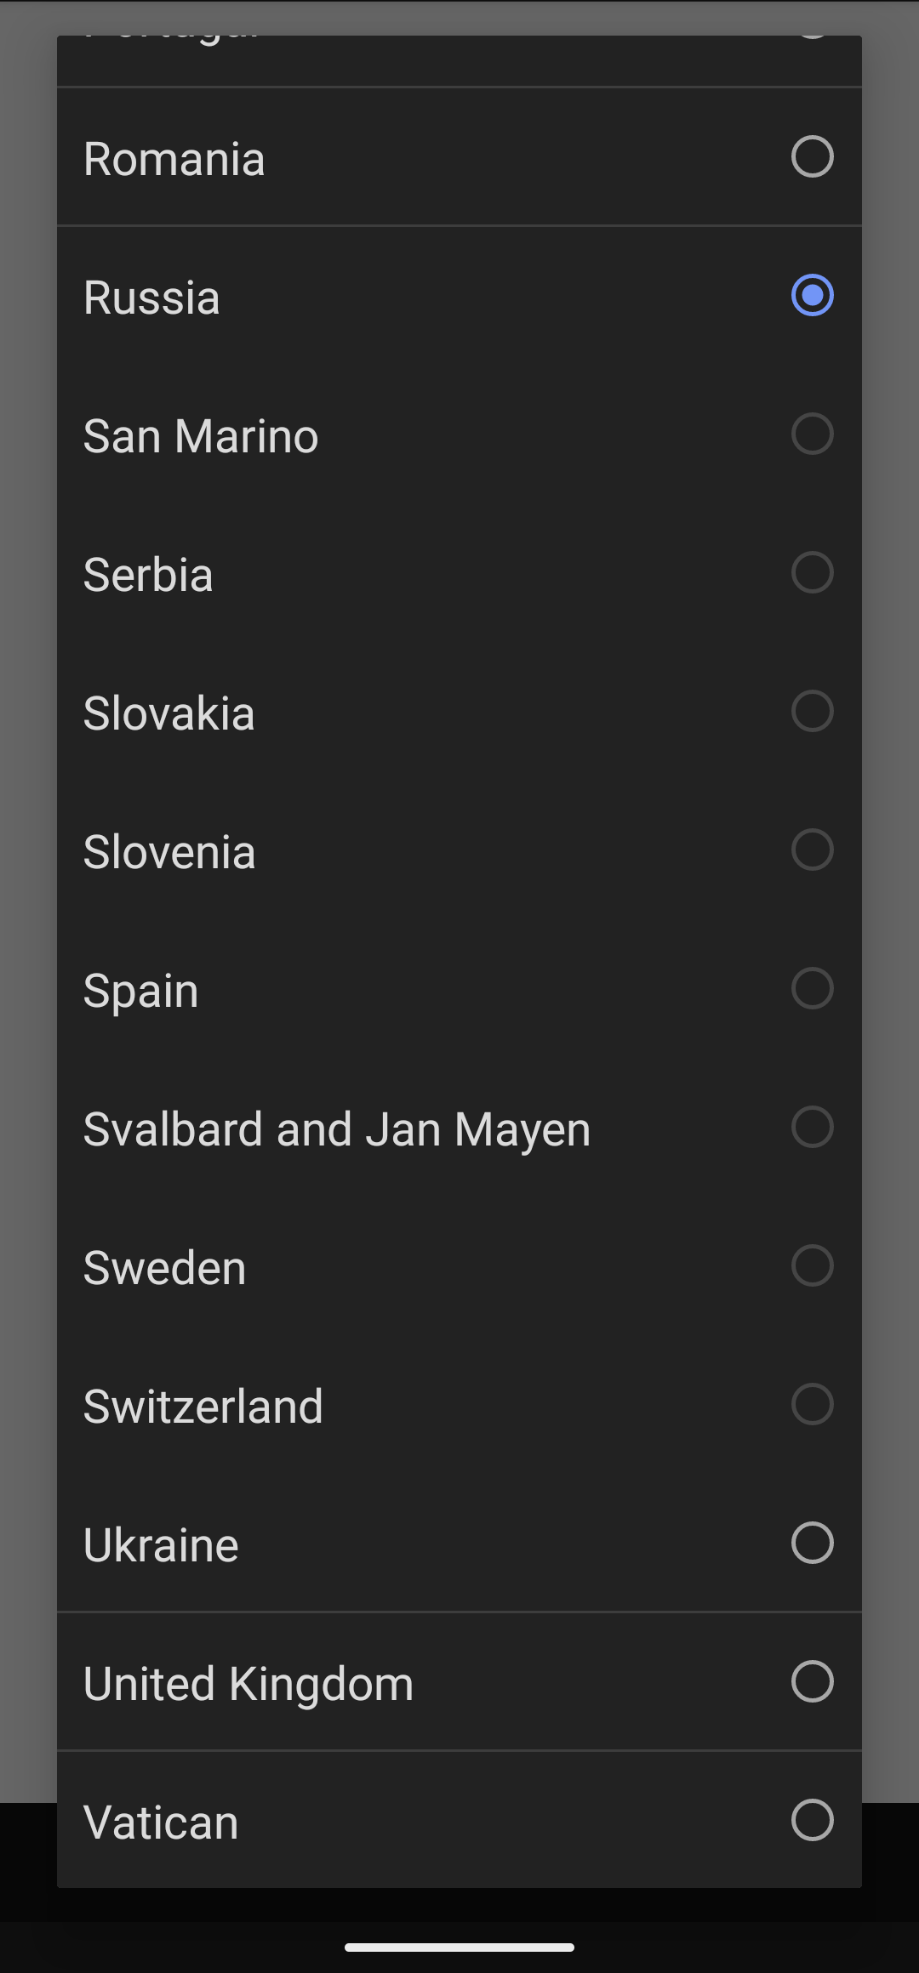 Romania
Russia
San Marino
Serbia
Slovakia
Slovenia
Spain
Svalbard and Jan Mayen
Sweden
Switzerland
Ukraine
United Kingdom
Vatican